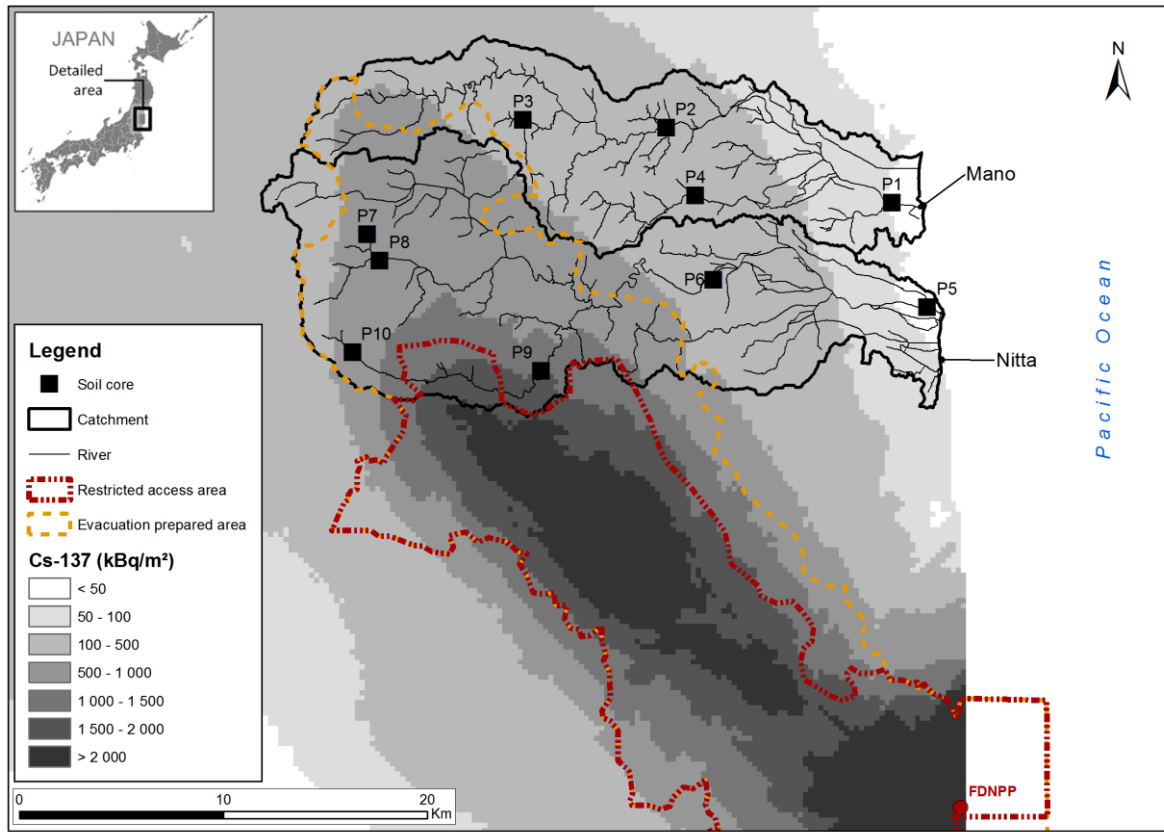 JAPAN
Detailed
area
N
P3
P2
P4
P1
Mano
P7
P8
P6
P5
P10
P9
Nitta
Pacific Ocean
Legend
Soil core
Catchment
River
Restricted access area
Evacuation prepared area
Cs-137 (kBq/m²)
< 50
50 - 100
100 - 500
500 - 1 000
1 000 - 1 500
1 500 - 2 000
> 2 000
FDNPP
0 10 20
Km